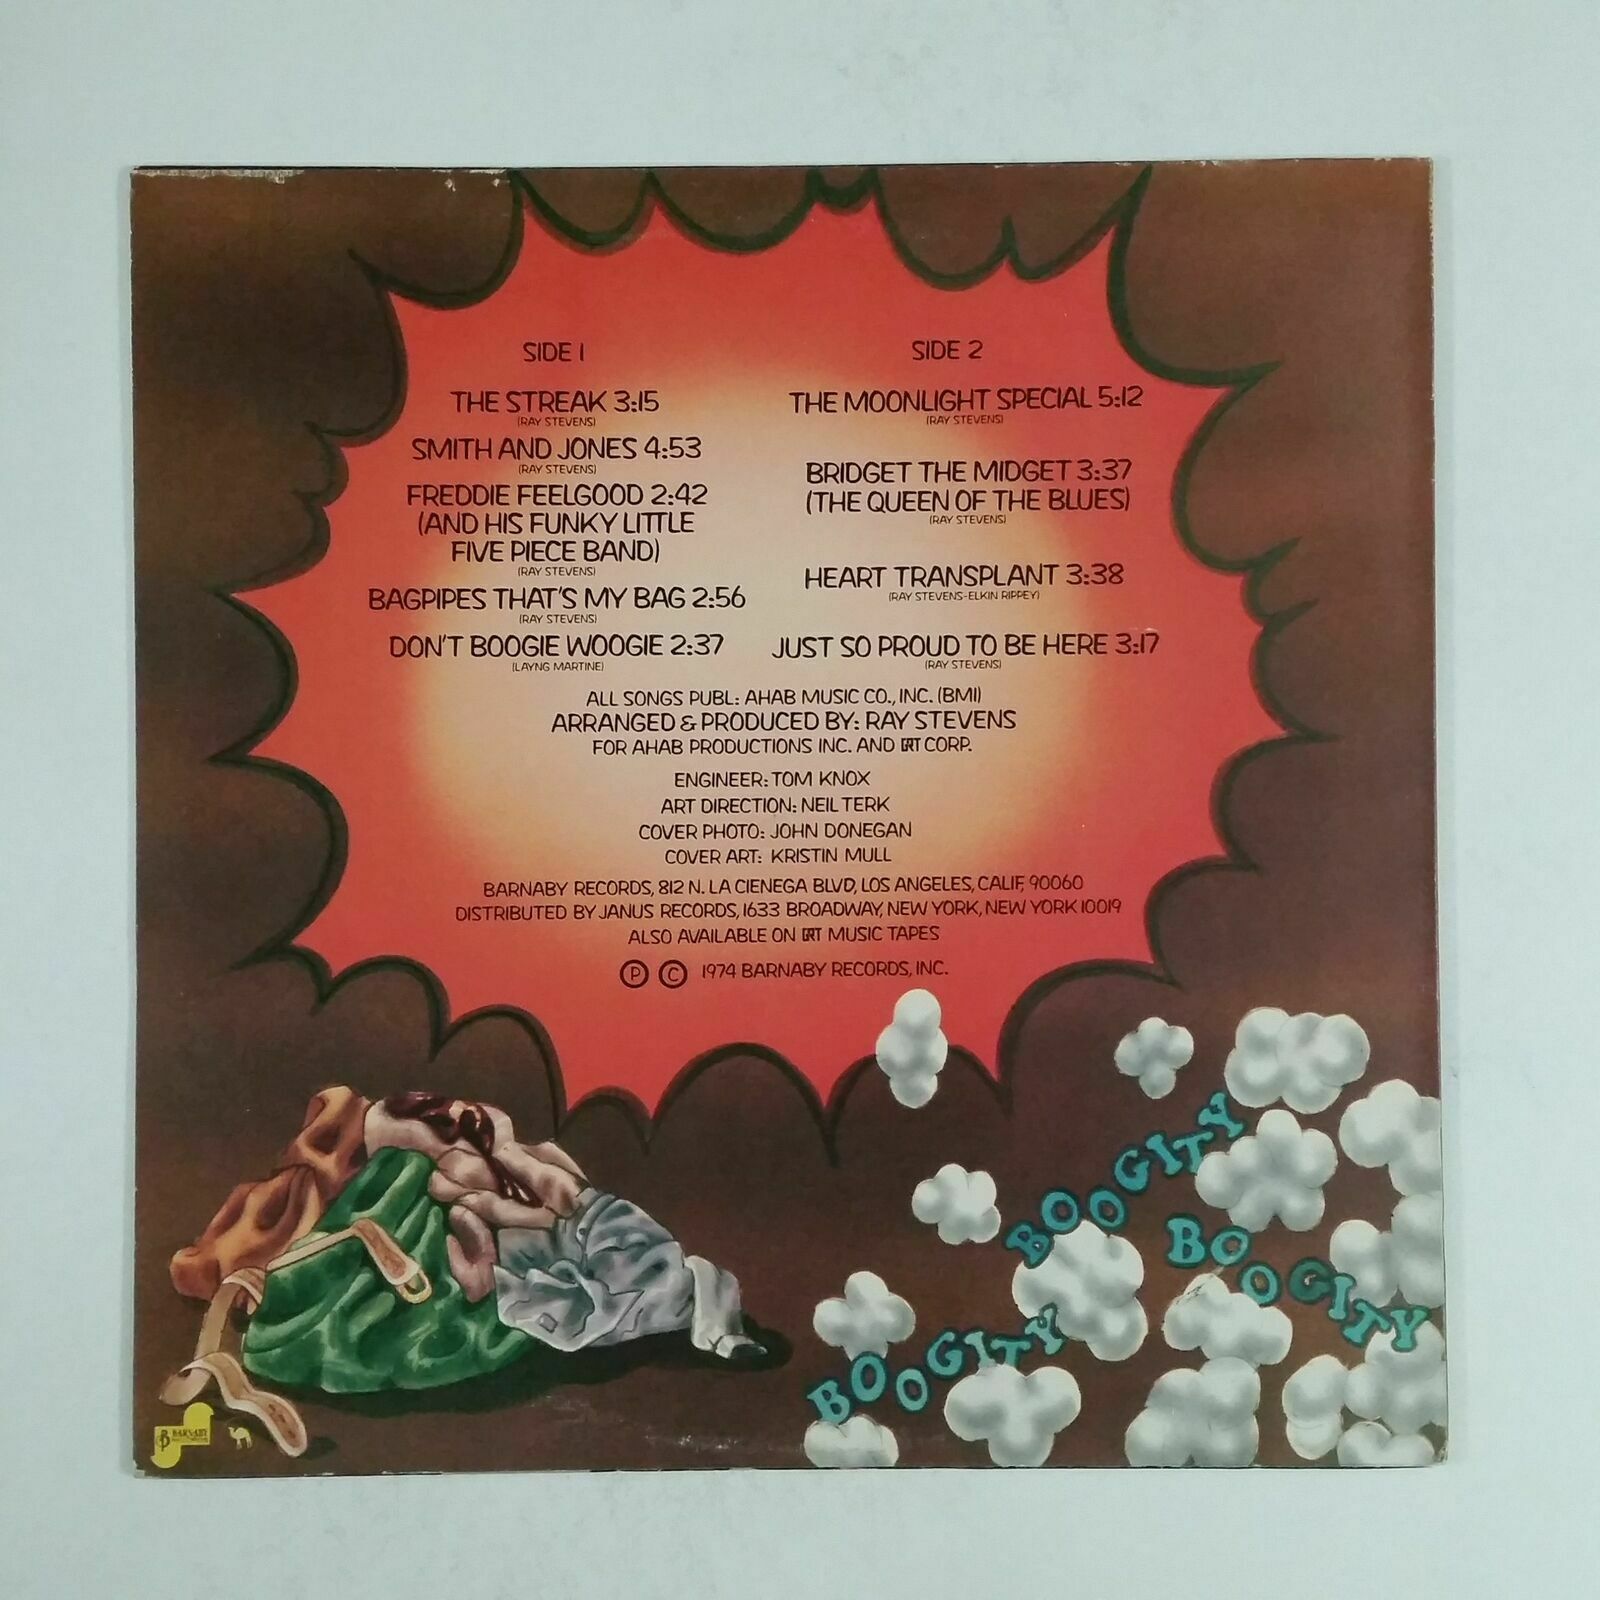 SIDE 1
THE STREAK 3:15
(RAY STEVENS)
SMITH AND JONES 4:53
(RAY STEVENS)
FREDDIE FEELGOOD 2:42
(AND HIS FUNKY LITTLE
FIVE PIECE BAND)
(RAY STEVENS)
BAGPIPES THAT'S MY BAG 2:56
(RAY STEVENS)
DON'T BOOGIE WOOGIE 2:37
(LAYNG MARTINE)
SIDE 2
THE MOONLIGHT SPECIAL 5:12
(RAY STEVENS)
BRIDGET THE MIDGET 3:37
(THE QUEEN OF THE BLUES)
(RAY STEVENS)
HEART TRANSPLANT 3:38
(RAY STEVENS-ELKIN RIPPEY)
JUST SO PROUD TO BE HERE 3:17
(RAY STEVENS)
ALL SONGS PUBL: AHAB MUSIC CO., INC. (BMI)
ARRANGED & PRODUCED BY: RAY STEVENS
FOR AHAB PRODUCTIONS INC. AND GRT CORP.
ENGINEER: TOM KNOX
ART DIRECTION: NEIL TERK
COVER PHOTO: JOHN DONEGAN
COVER ART: KRISTIN MULL
BARNABY RECORDS, 812 N. LA CIENEGA BLVD, LOS ANGELES, CALIF, 90060
DISTRIBUTED BY JANUS RECORDS, 1633 BROADWAY, NEW YORK, NEW YORK 10019
ALSO AVAILABLE ON GRT MUSIC TAPES
Ⓟ © 1974 BARNABY RECORDS, INC.
BOOGITY
BOOGITY
BOOGITY